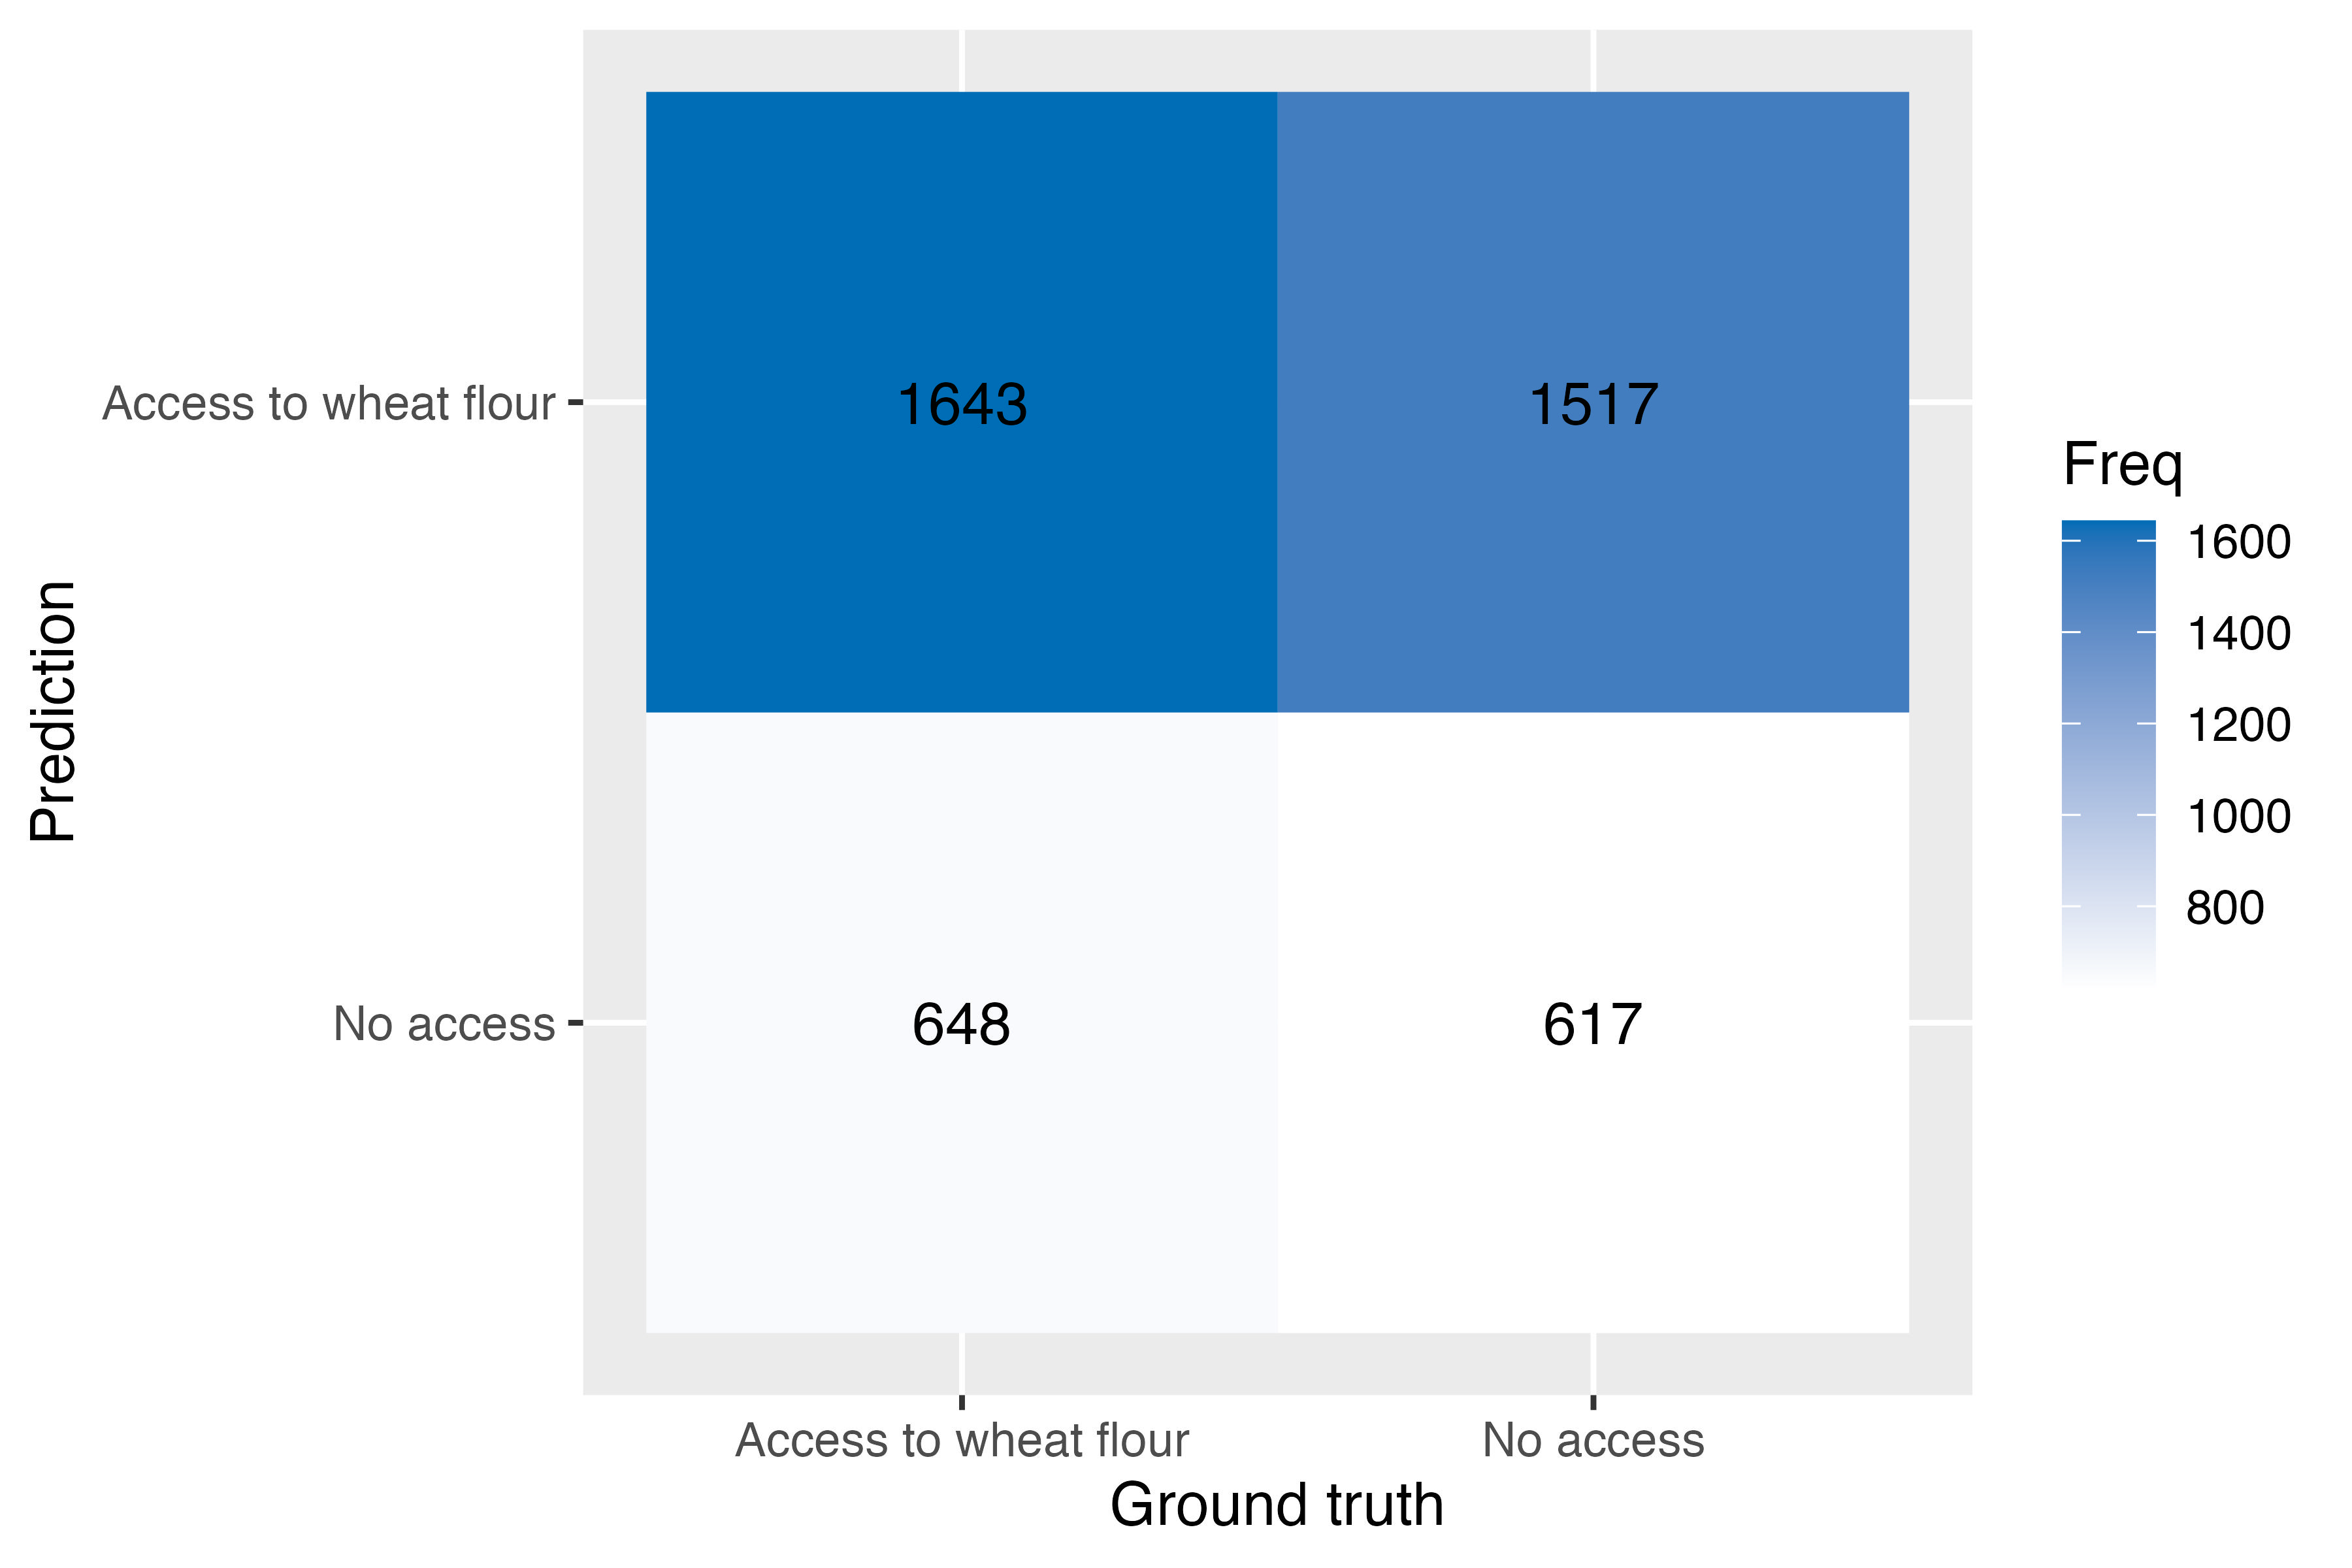 Prediction
Access to wheat flour
No access
1643
1517
648
617
Access to wheat flour
No access
Ground truth
Freq
1600
1400
1200
1000
800